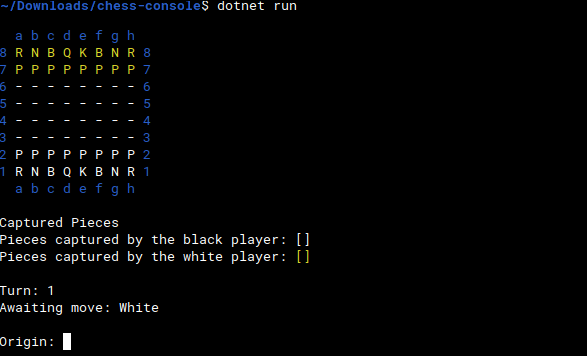 ~/Downloads/chess-console$ dotnet run
a b c d e f g h
8 R N B Q K B N R 8
7 P P P P P P P P 7
6 - - - - - - - - 6
5 - - - - - - - - 5
4 - - - - - - - - 4
3 - - - - - - - - 3
2 P P P P P P P P 2
1 R N B Q K B N R 1
a b c d e f g h
Captured Pieces
Pieces captured by the black player: []
Pieces captured by the white player: []
Turn: 1
Awaiting move: White
Origin: